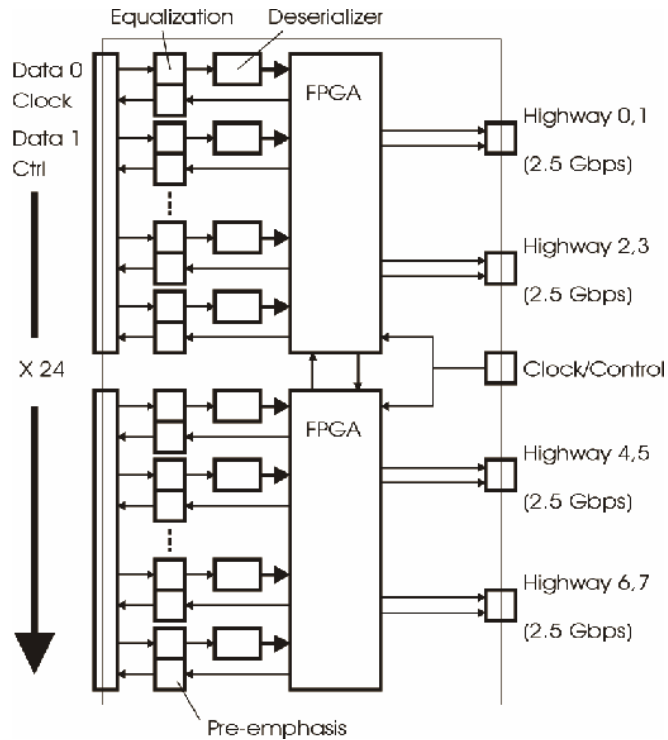 Equalization
Deserializer
Data 0
Clock
Data 1
Ctrl
FPGA
Highway 0,1
(2.5 Gbps)
Highway 2,3
(2.5 Gbps)
X 24
Clock/Control
FPGA
Highway 4,5
(2.5 Gbps)
Highway 6,7
(2.5 Gbps)
Pre-emphasis